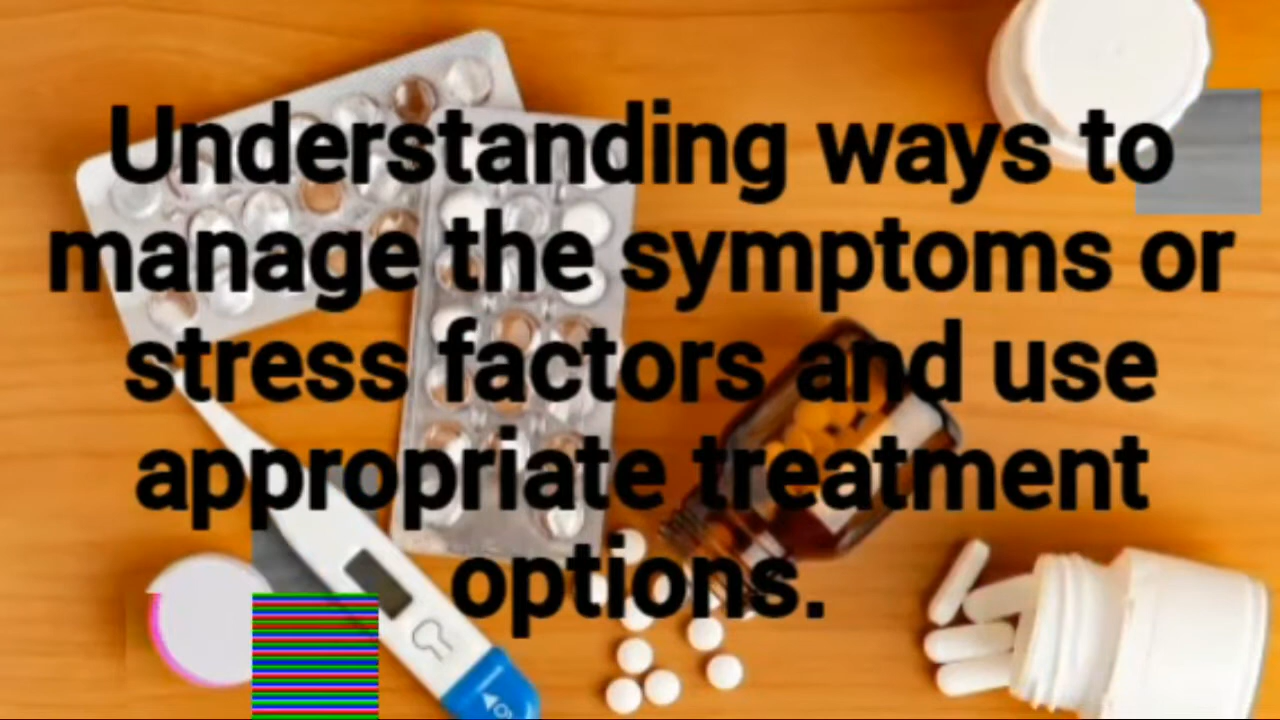 Understanding ways to
manage the symptoms or
stress factors and use
appropriate treatment
options.